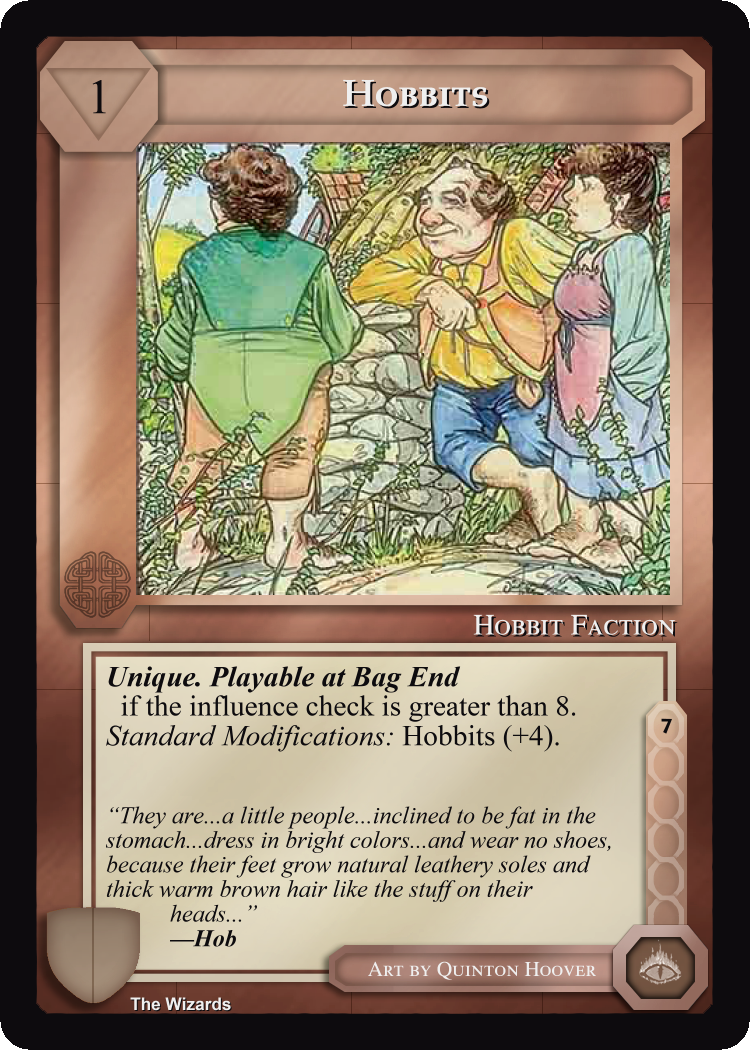 1
Hobbits
Hobbit Faction
Unique. Playable at Bag End
if the influence check is greater than 8.
Standard Modifications: Hobbits (+4).
7
“They are...a little people...inclined to be fat in the
stomach...dress in bright colors...and wear no shoes,
because their feet grow natural leathery soles and
thick warm brown hair like the stuff on their
heads...”
—Hob
Art by Quinton Hoover
The Wizards